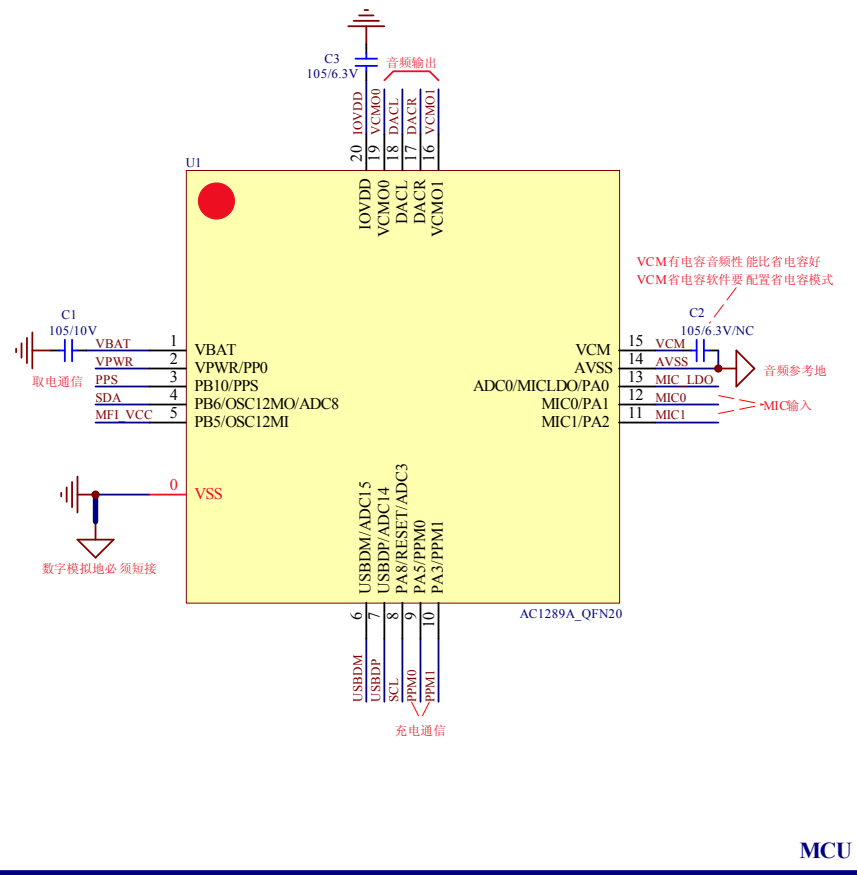 C3
105/6.3V
音频输出
IOVDD
VCMO0
DACL
DACR
VCMO1
20
19
18
17
16
U1
IOVDD
VCMO0
DACL
DACR
VCMO1
VCM有电容音频性能比省电容好
VCM省电容软件要配置省电容模式
C1
105/10V
VBAT 1 VBAT
VPWR 2 VPWR/PP0
取电通信
PPS 3 PB10/PPS
SDA 4 PB6/OSC12MO/ADC8
MFI_VCC 5 PB5/OSC12MI
C2
105/6.3V/NC
VCM 15 VCM
AVSS 14 AVSS
音频参考地
ADC0/MICLDO/PA0 13 MIC_LDO
MIC0/PA1 12 MIC0
MIC输入
MIC1/PA2 11 MIC1
0 VSS
数字模拟地必须短接
USBDM/ADC15
USBDP/ADC14
PA8/RESET/ADC3
PA5/PPM0
PA3/PPM1
6
7
8
9
10
AC1289A_QFN20
USBDM
USBDP
SCL
PPM0
PPM1
充电通信
MCU